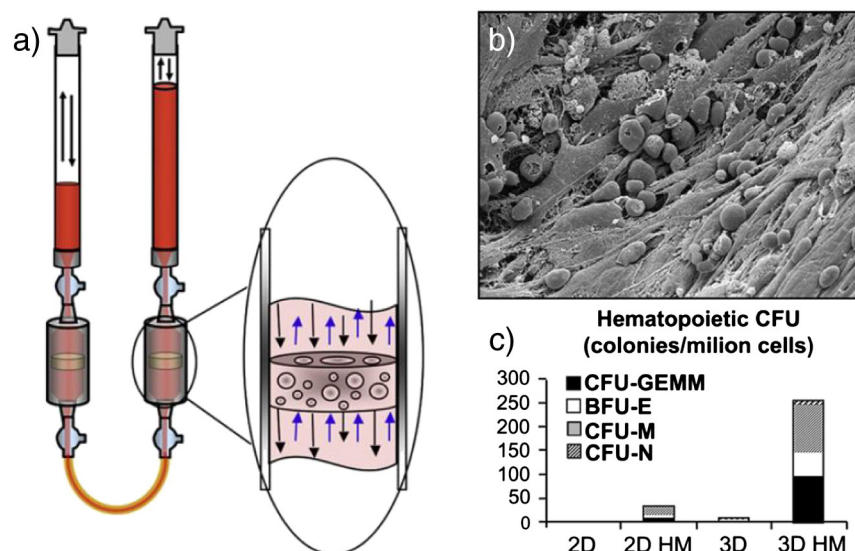 a)
b)
c)
Hematopoietic CFU
(colonies/milion cells)
300
250
200
150
100
50
0
CFU-GEMM
BFU-E
CFU-M
CFU-N
2D
2D HM
3D
3D HM